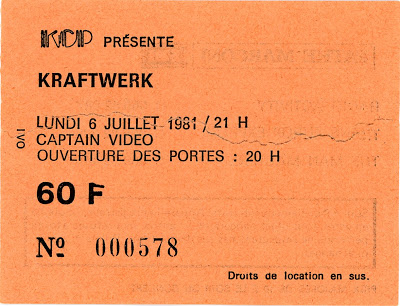 KCP PRÉSENTE
KRAFTWERK
LUNDI 6 JUILLET 1981 / 21 H
CAPTAIN VIDEO
OUVERTURE DES PORTES : 20 H
60 F
Nº 000578
Droits de location en sus.
IVO